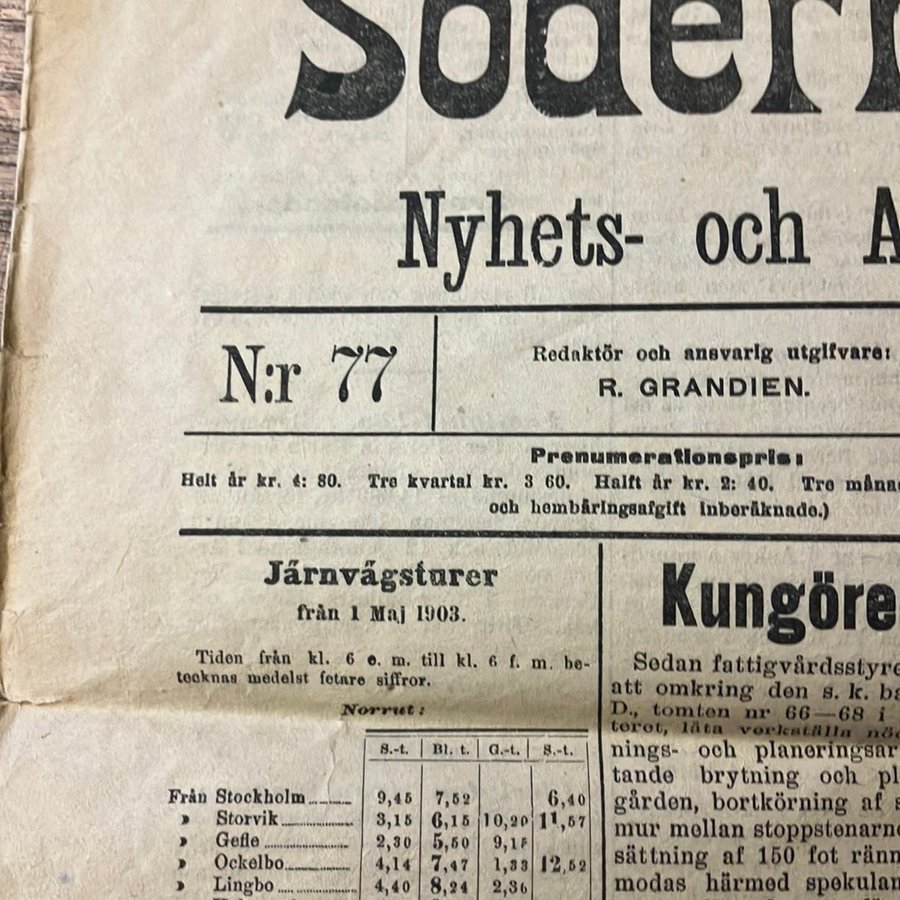 Söderh
Nyhets- och A
N:r 77
Redaktör och ansvarig utgifvare:
R. GRANDIEN.
Prenumerationspris:
Helt år kr. 4: 80. Tre kvartal kr. 3 60. Halft år kr. 2: 40. Tre måna
och hembäringsafgift inberäknade.)
Järnvägsturer
från 1 Maj 1903.
Tiden från kl. 6 e. m. till kl. 6 f. m. be-
tecknas medelst fetare siffror.
Norrut:
S.-t. Bl. t. G.-t. S.-t.
Från Stockholm 9,45 7,52 6,40
» Storvik 3,15 6,15 10,20 11,57
» Gefle 2,30 5,50 9,15
» Ockelbo 4,14 7,47 1,33 12,52
» Lingbo 4,40 8,24 2,36
Kungöre
Sedan fattigvårdsstyre
att omkring den s. k. ba
D., tomten nr 66—68 i
teret, låta verkställa nö
nings- och planeringsar
tande brytning och pl
gården, bortkörning af s
mur mellan stoppstenarne
sättning af 150 fot ränn
modas härmed spekulan